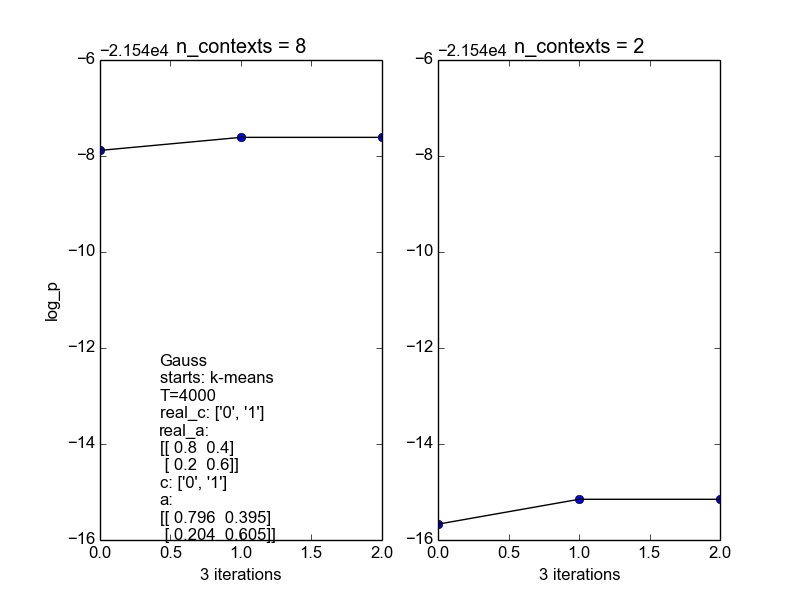 −2.154e4 n_contexts = 8
−6
−8
−10
−12
−14
−16
log_p
Gauss
starts: k-means
T=4000
real_c: ['0', '1']
real_a:
[[ 0.8 0.4]
[ 0.2 0.6]]
c: ['0', '1']
a:
[[ 0.796 0.395]
[ 0.204 0.605]]
0.0 0.5 1.0 1.5 2.0
3 iterations
−2.154e4 n_contexts = 2
−6
−8
−10
−12
−14
−16
0.0 0.5 1.0 1.5 2.0
3 iterations